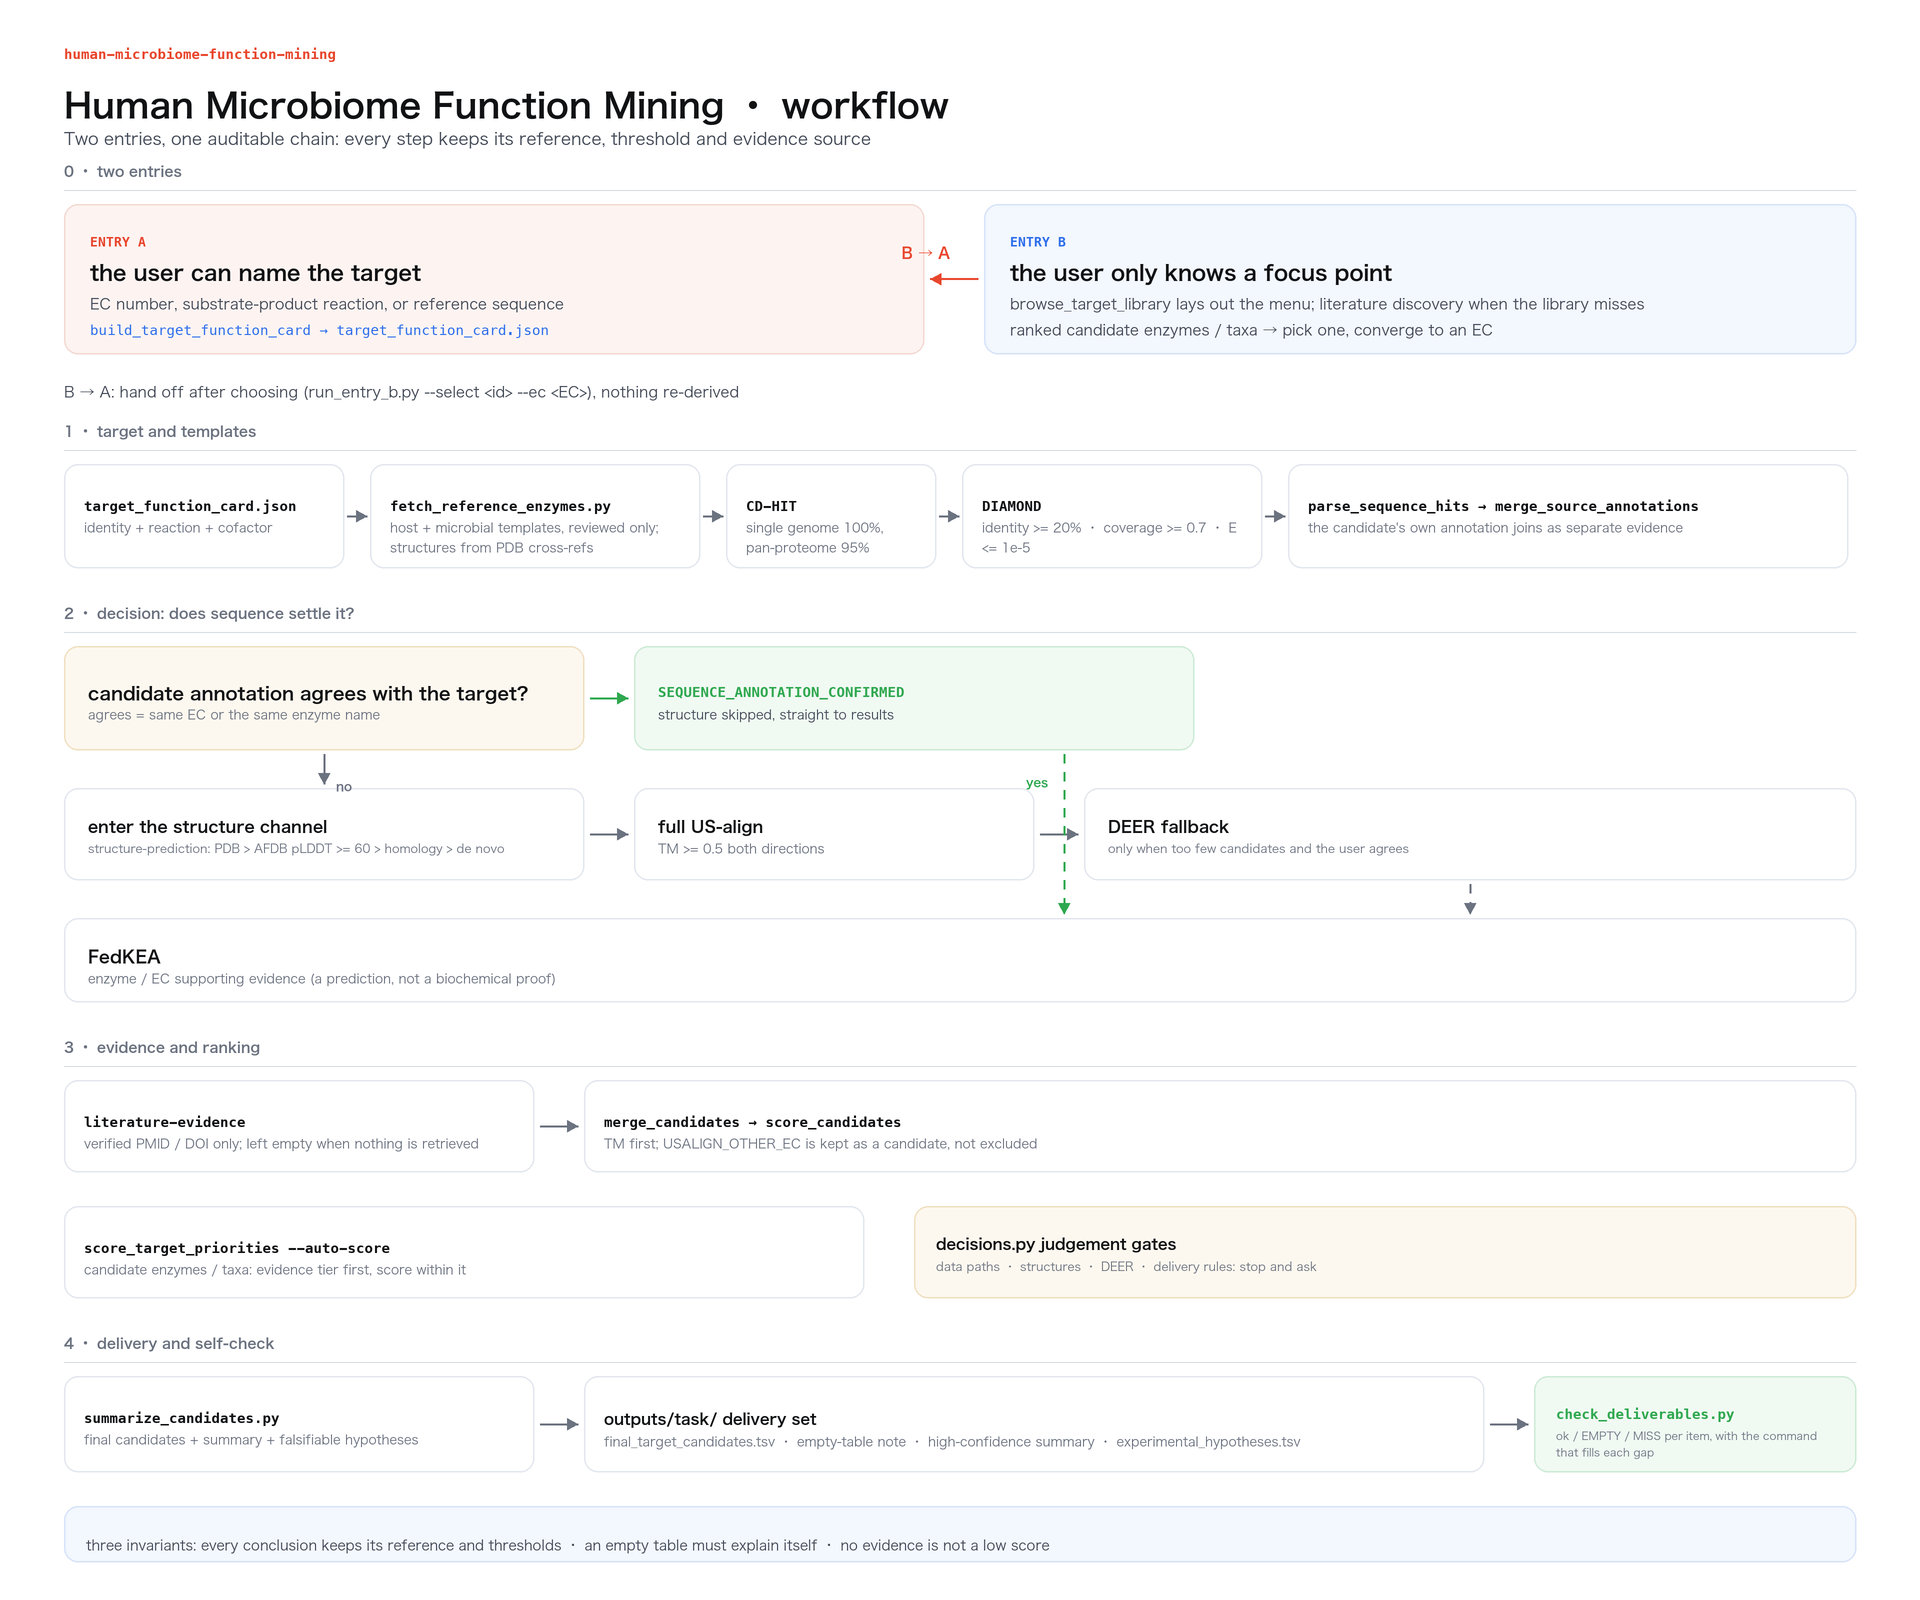 human-microbiome-function-mining
Human Microbiome Function Mining · workflow
Two entries, one auditable chain: every step keeps its reference, threshold and evidence source
0 · two entries
ENTRY A
the user can name the target
EC number, substrate-product reaction, or reference sequence
build_target_function_card → target_function_card.json
B → A
ENTRY B
the user only knows a focus point
browse_target_library lays out the menu; literature discovery when the library misses
ranked candidate enzymes / taxa → pick one, converge to an EC
B → A: hand off after choosing (run_entry_b.py --select <id> --ec <EC>), nothing re-derived
1 · target and templates
target_function_card.json
identity + reaction + cofactor
fetch_reference_enzymes.py
host + microbial templates, reviewed only;
structures from PDB cross-refs
CD-HIT
single genome 100%,
pan-proteome 95%
DIAMOND
identity >= 20% · coverage >= 0.7 · E
<= 1e-5
parse_sequence_hits → merge_source_annotations
the candidate's own annotation joins as separate evidence
2 · decision: does sequence settle it?
candidate annotation agrees with the target?
agrees = same EC or the same enzyme name
SEQUENCE_ANNOTATION_CONFIRMED
structure skipped, straight to results
no
yes
enter the structure channel
structure-prediction: PDB > AFDB pLDDT >= 60 > homology > de novo
full US-align
TM >= 0.5 both directions
DEER fallback
only when too few candidates and the user agrees
FedKEA
enzyme / EC supporting evidence (a prediction, not a biochemical proof)
3 · evidence and ranking
literature-evidence
verified PMID / DOI only; left empty when nothing is retrieved
merge_candidates → score_candidates
TM first; USALIGN_OTHER_EC is kept as a candidate, not excluded
score_target_priorities --auto-score
candidate enzymes / taxa: evidence tier first, score within it
decisions.py judgement gates
data paths · structures · DEER · delivery rules: stop and ask
4 · delivery and self-check
summarize_candidates.py
final candidates + summary + falsifiable hypotheses
outputs/task/ delivery set
final_target_candidates.tsv · empty-table note · high-confidence summary · experimental_hypotheses.tsv
check_deliverables.py
ok / EMPTY / MISS per item, with the command
that fills each gap
three invariants: every conclusion keeps its reference and thresholds · an empty table must explain itself · no evidence is not a low score